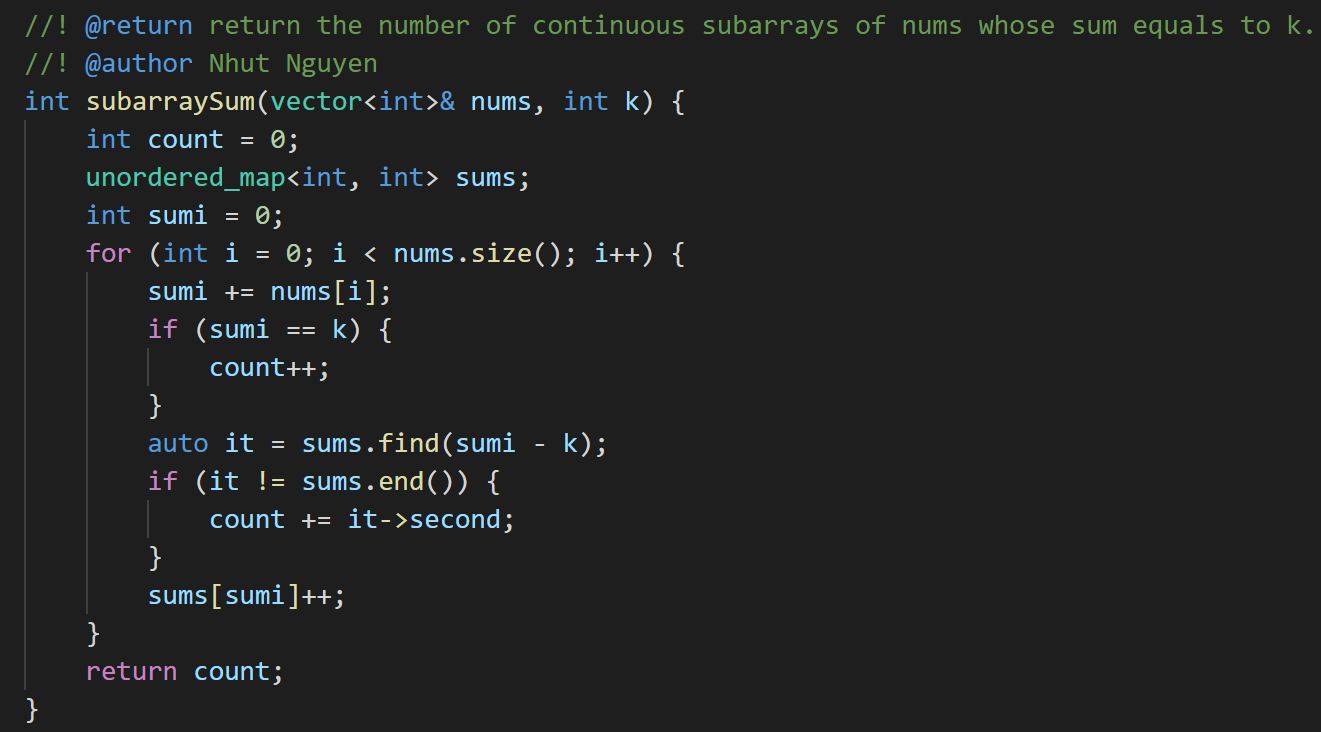 //! @return return the number of continuous subarrays of nums whose sum equals to k.
//! @author Nhut Nguyen
int subarraySum(vector<int>& nums, int k) {
    int count = 0;
    unordered_map<int, int> sums;
    int sumi = 0;
    for (int i = 0; i < nums.size(); i++) {
        sumi += nums[i];
        if (sumi == k) {
            count++;
        }
        auto it = sums.find(sumi - k);
        if (it != sums.end()) {
            count += it->second;
        }
        sums[sumi]++;
    }
    return count;
}